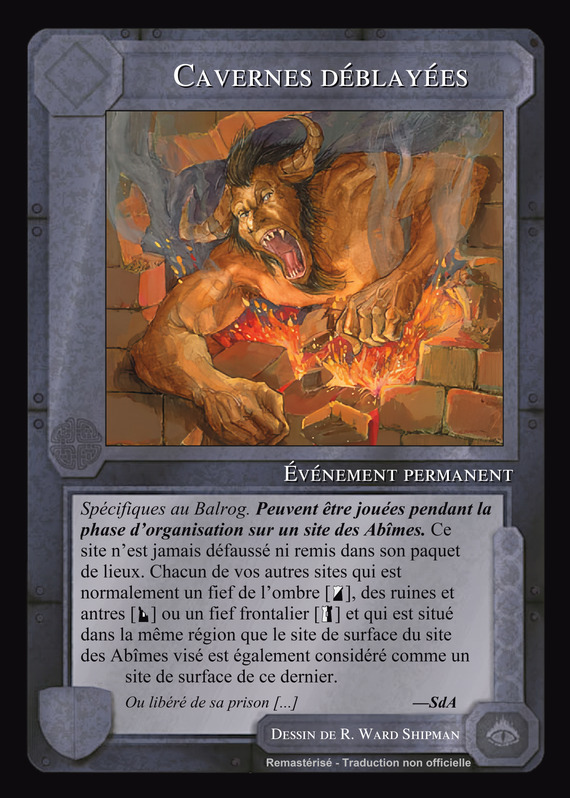 Cavernes déblayées
Événement permanent
Spécifiques au Balrog. Peuvent être jouées pendant la
phase d'organisation sur un site des Abîmes. Ce
site n'est jamais défaussé ni remis dans son paquet
de lieux. Chacun de vos autres sites qui est
normalement un fief de l'ombre [], des ruines et
antres [] ou un fief frontalier [] et qui est situé
dans la même région que le site de surface du site
des Abîmes visé est également considéré comme un
site de surface de ce dernier.
Ou libéré de sa prison [...] —SdA
Dessin de R. Ward Shipman
Remastérisé - Traduction non officielle